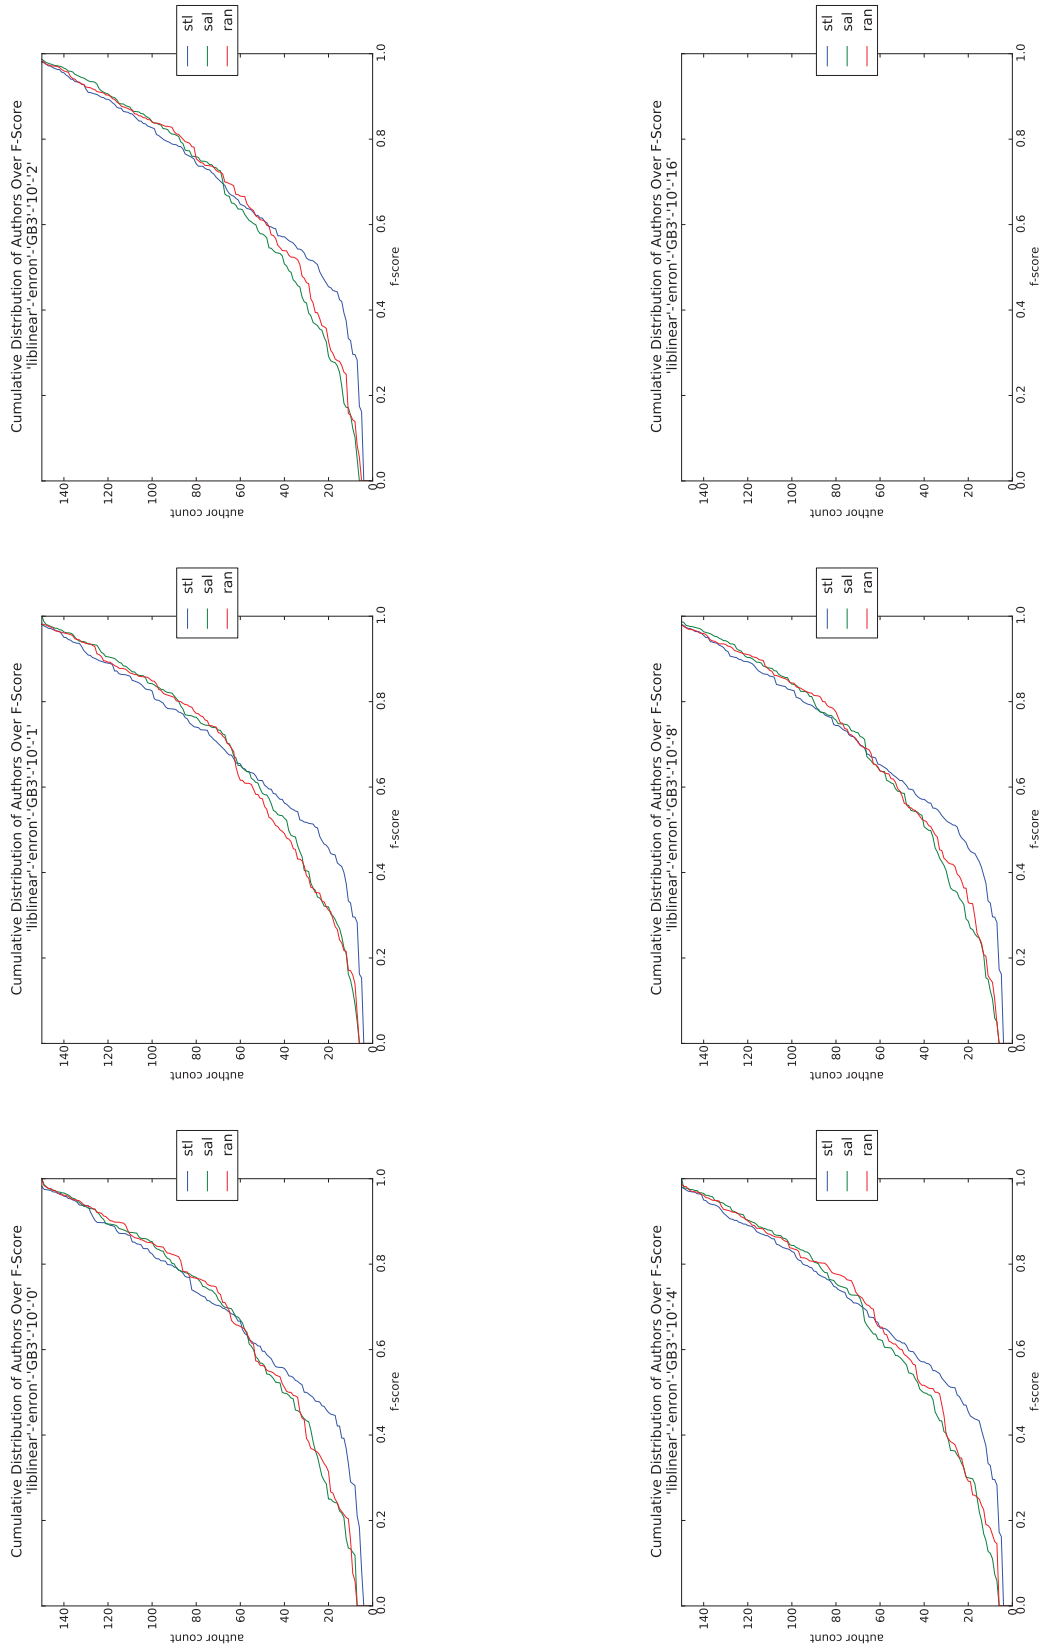 Cumulative Distribution of Authors Over F-Score
'liblinear'-'enron'-'GB3'-'10'-'0'
140
120
100
80
60
40
20
0
author count
0.0 0.2 0.4 0.6 0.8 1.0
f-score
stl
sal
ran
Cumulative Distribution of Authors Over F-Score
'liblinear'-'enron'-'GB3'-'10'-'1'
140
120
100
80
60
40
20
0
author count
0.0 0.2 0.4 0.6 0.8 1.0
f-score
stl
sal
ran
Cumulative Distribution of Authors Over F-Score
'liblinear'-'enron'-'GB3'-'10'-'2'
140
120
100
80
60
40
20
0
author count
0.0 0.2 0.4 0.6 0.8 1.0
f-score
stl
sal
ran
Cumulative Distribution of Authors Over F-Score
'liblinear'-'enron'-'GB3'-'10'-'4'
140
120
100
80
60
40
20
0
author count
0.0 0.2 0.4 0.6 0.8 1.0
f-score
stl
sal
ran
Cumulative Distribution of Authors Over F-Score
'liblinear'-'enron'-'GB3'-'10'-'8'
140
120
100
80
60
40
20
0
author count
0.0 0.2 0.4 0.6 0.8 1.0
f-score
stl
sal
ran
Cumulative Distribution of Authors Over F-Score
'liblinear'-'enron'-'GB3'-'10'-'16'
140
120
100
80
60
40
20
0
author count
0.0 0.2 0.4 0.6 0.8 1.0
f-score
stl
sal
ran